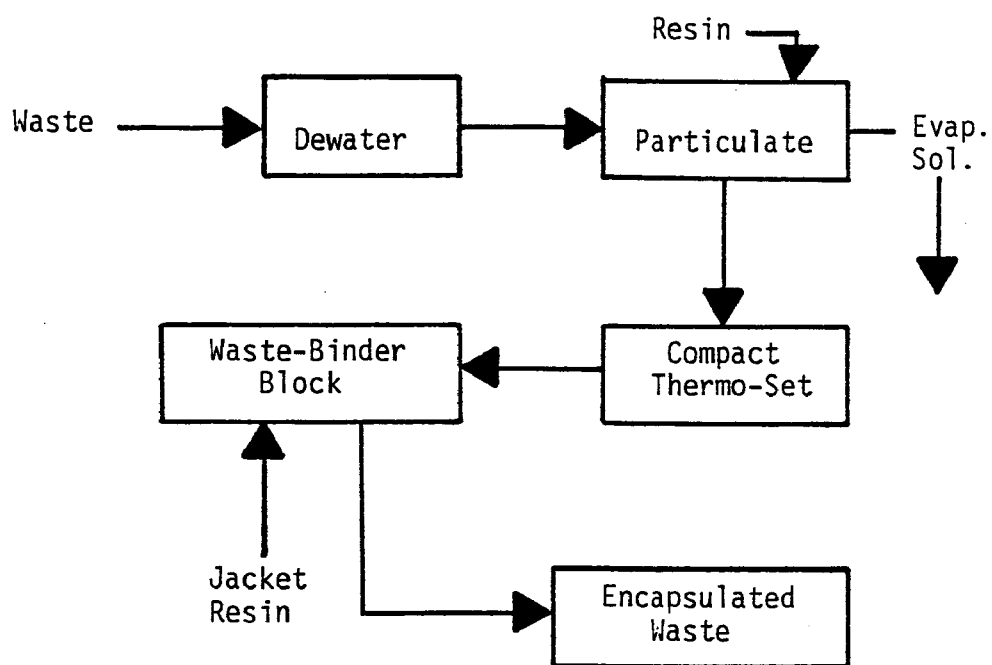 Resin
Waste
Dewater
Particulate
Evap.
Sol.
Waste-Binder
Block
Compact
Thermo-Set
Jacket
Resin
Encapsulated
Waste